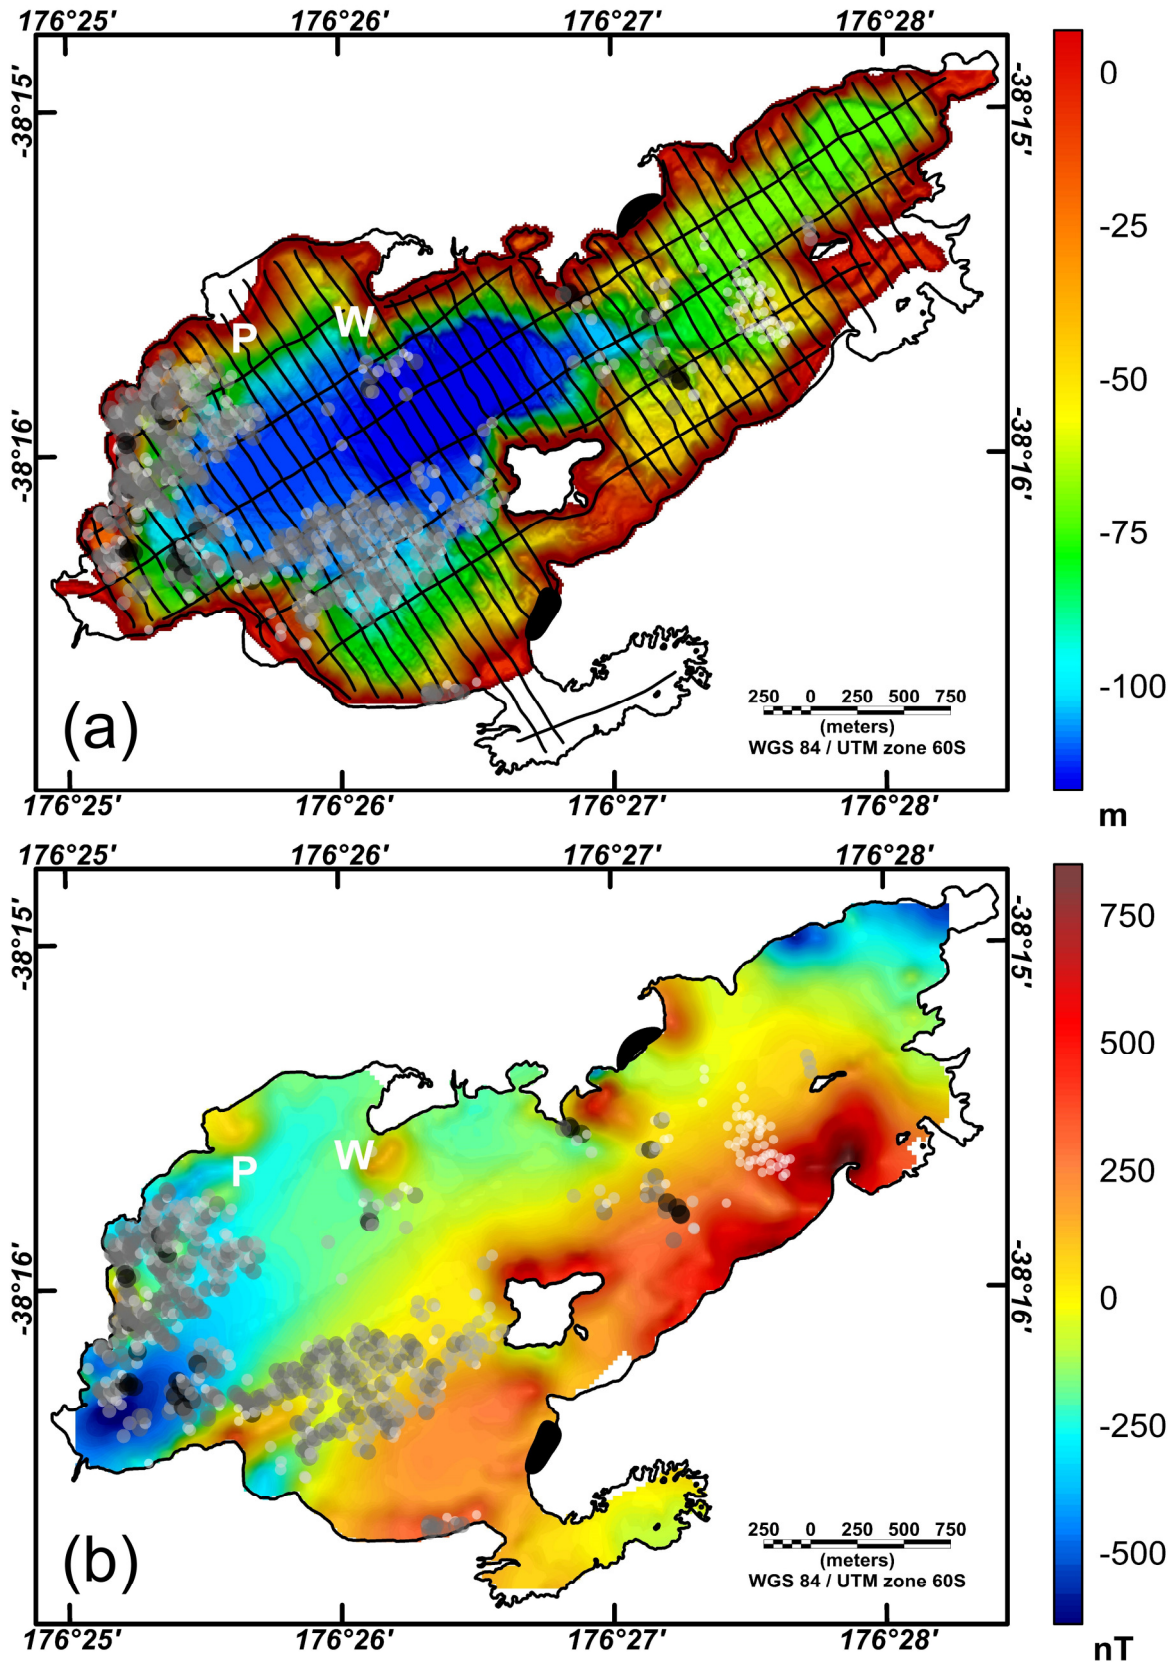 176°25' 176°26' 176°27' 176°28'
-38°15' -38°15'
0
-25
P W
-50
-38°16' -38°16'
-75
-100
(a)
250 0 250 500 750
(meters)
WGS 84 / UTM zone 60S
176°25' 176°26' 176°27' 176°28'
m
176°25' 176°26' 176°27' 176°28'
-38°15' -38°15'
750
500
P W
250
-38°16' -38°16'
0
-250
(b)
250 0 250 500 750
(meters)
WGS 84 / UTM zone 60S
-500
176°25' 176°26' 176°27' 176°28'
nT